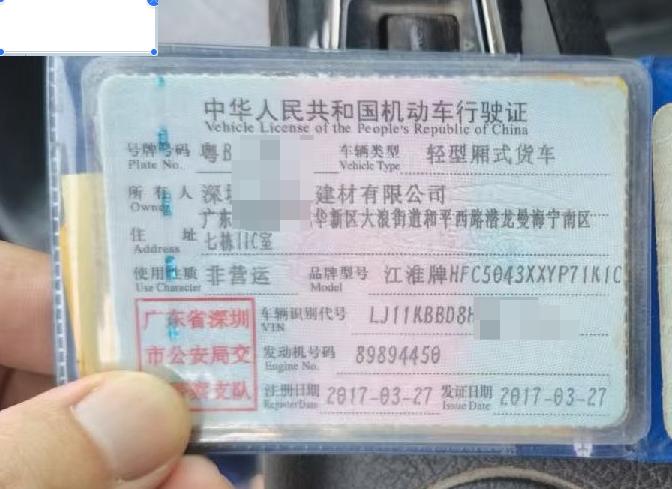 中华人民共和国机动车行驶证
Vehicle License of the People's Republic of China
号牌号码 粤B 车辆类型 轻型厢式货车
Plate No. Vehicle Type
所有人 深 建材有限公司
Owner
广东 华新区大浪街道和平西路潜龙曼海宁南区
住址 七栋11C室
Address
使用性质 非营运 品牌型号 江淮牌HFC5043XXYP71K1C
Use Character Model
广东省深圳
市公安局交
支队
车辆识别代号 LJ11KBBD8H
VIN
发动机号码 89894450
Engine No.
注册日期 2017-03-27 发证日期 2017-03-27
Register Date Issue Date